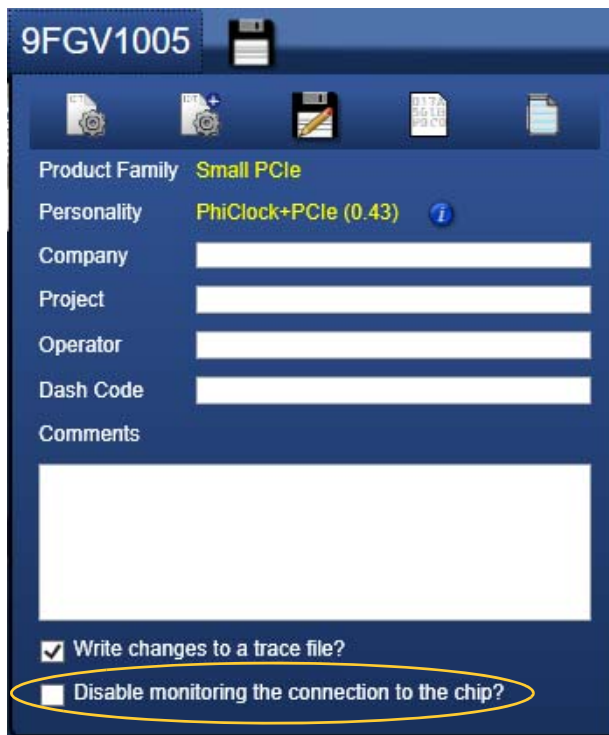 9FGV1005
Product Family Small PCIe
Personality PhiClock+PCIe (0.43)
Company
Project
Operator
Dash Code
Comments
Write changes to a trace file?
Disable monitoring the connection to the chip?